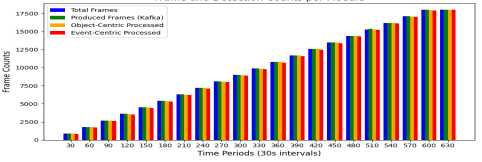 Frame and Detection Counts per Module
Total Frames
Produced Frames (Kafka)
Object-Centric Processed
Event-Centric Processed
Frame Counts
17500
15000
12500
10000
7500
5000
2500
0
30 60 90 120 150 180 210 240 270 300 330 360 390 420 450 480 510 540 570 600 630
Time Periods (30s intervals)